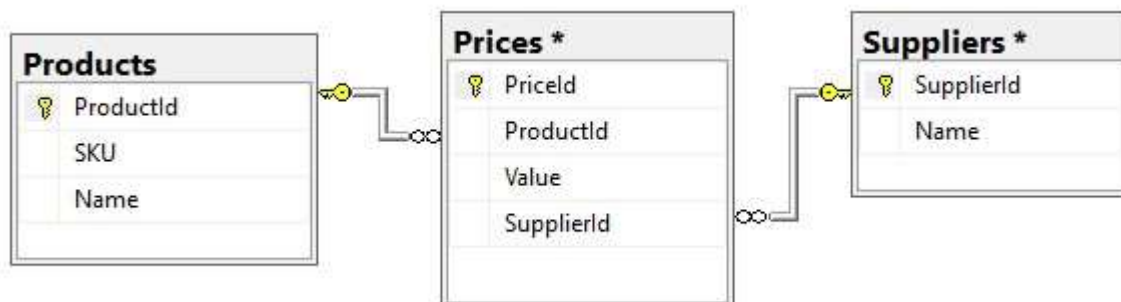 Products
ProductId
SKU
Name
Prices *
PriceId
ProductId
Value
SupplierId
Suppliers *
SupplierId
Name